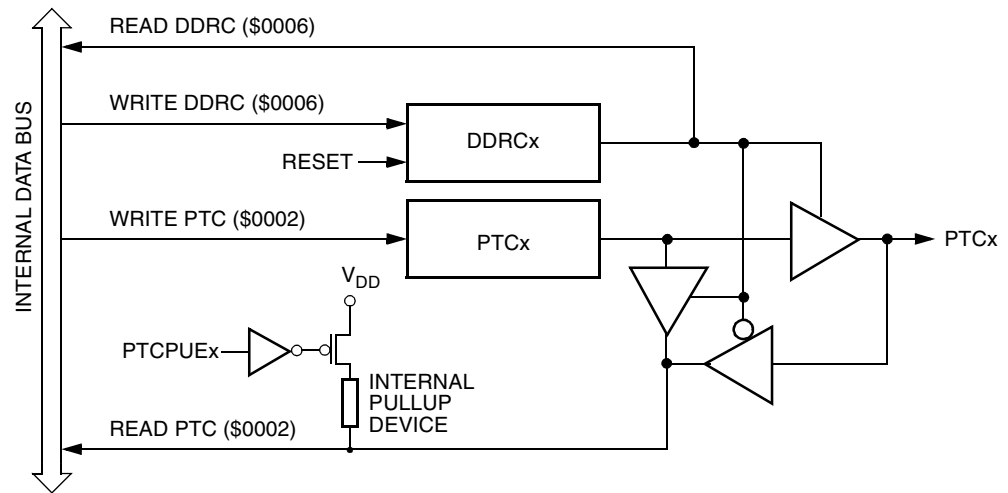 READ DDRC ($0006)
WRITE DDRC ($0006)
DDRCx
RESET
INTERNAL DATA BUS
WRITE PTC ($0002)
PTCx
PTCx
VDD
PTCPUEx
INTERNAL
PULLUP
DEVICE
READ PTC ($0002)